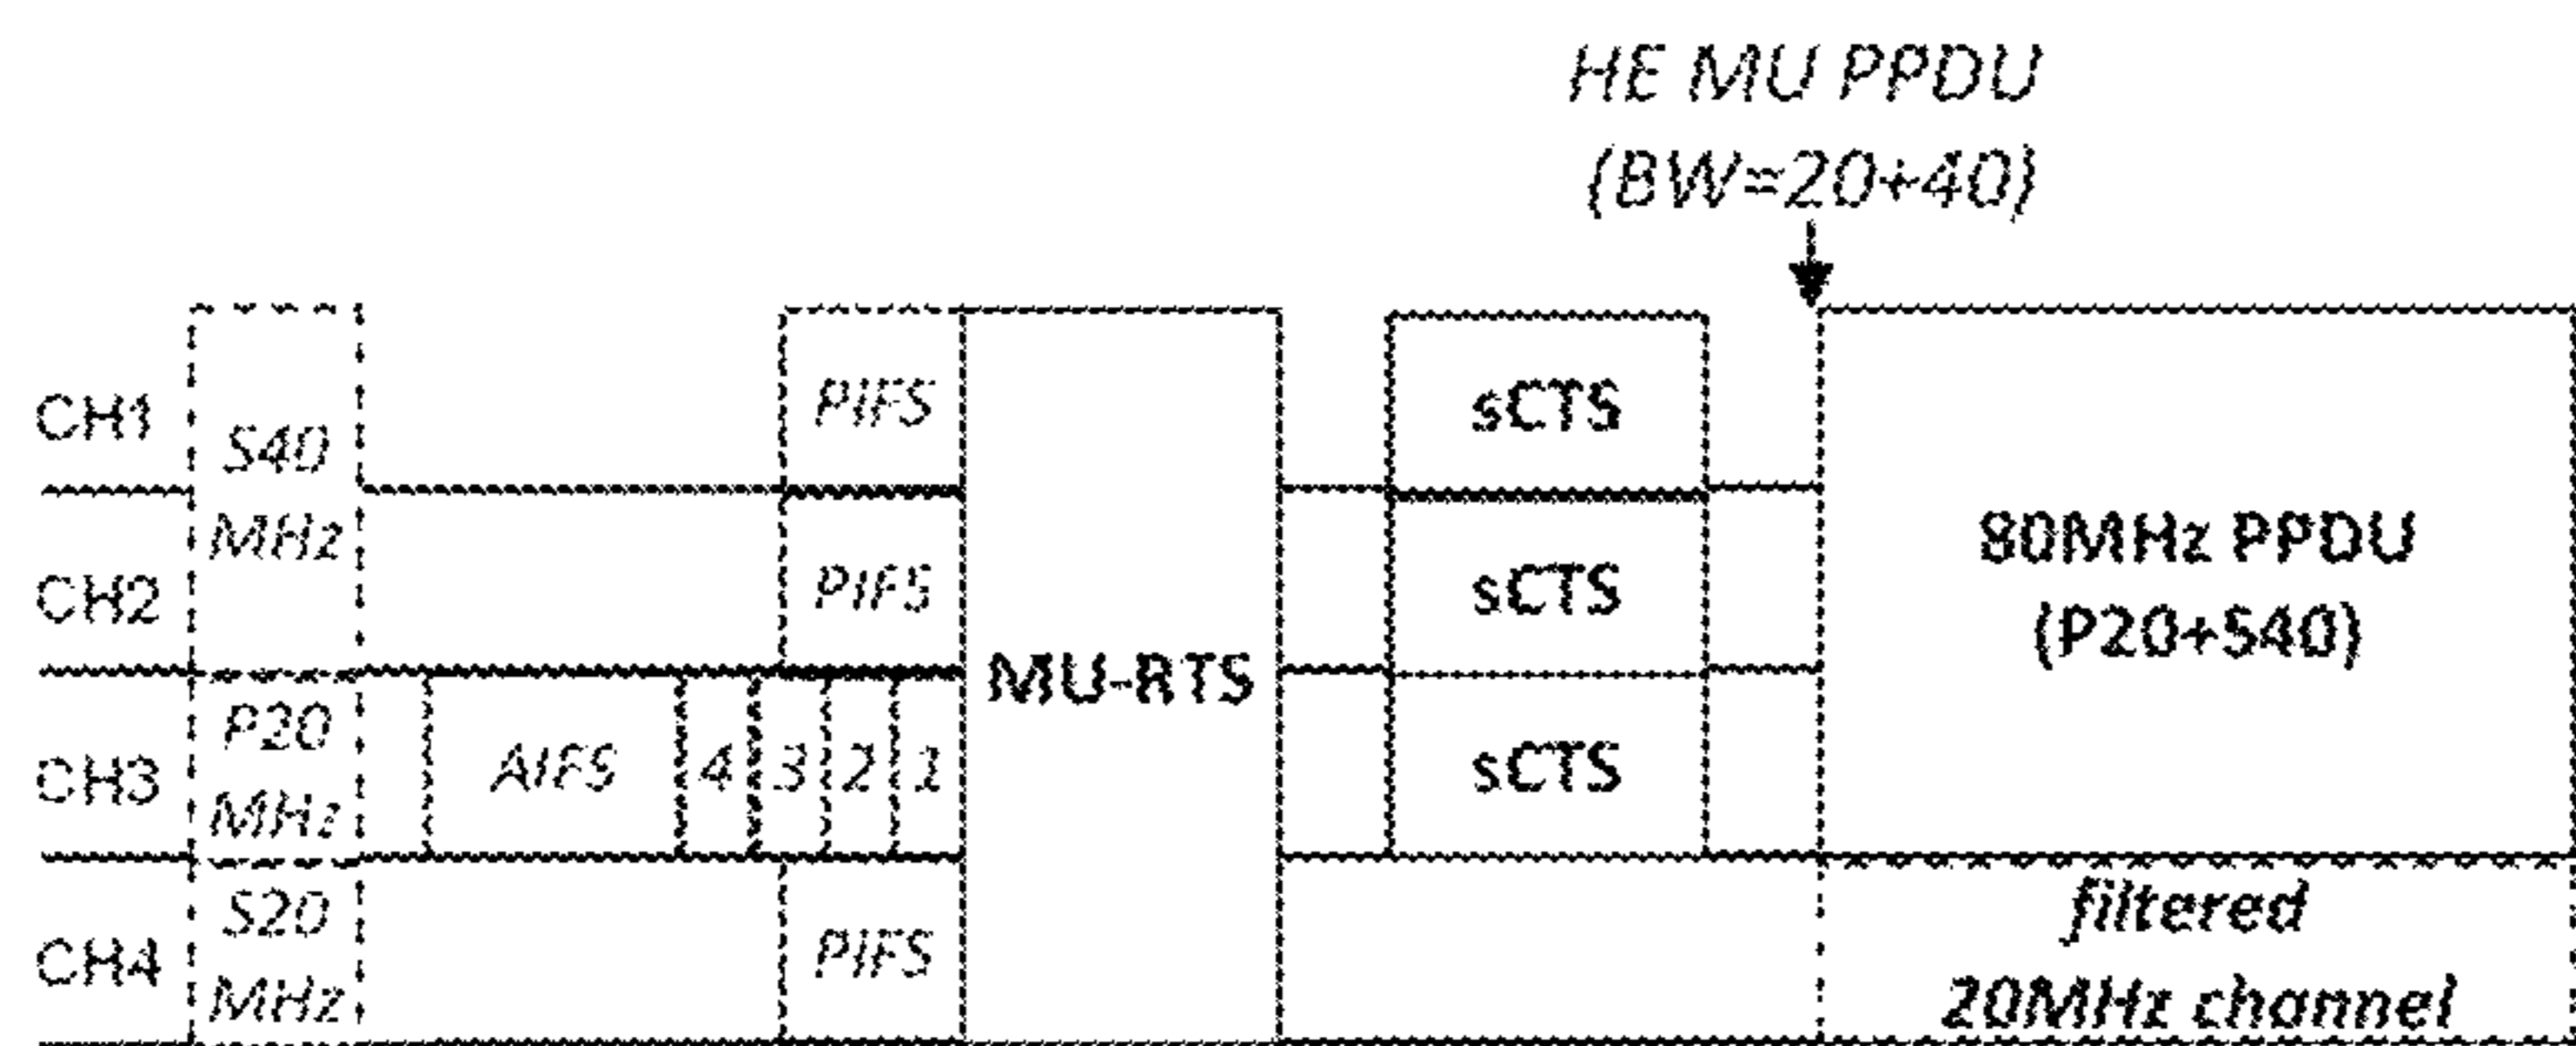 HE MU PPDU
(BW=20+40)
CH1
CH2
CH3
CH4
S40
MHz
P20
MHz
S20
MHz
PIFS
PIFS
AIFS 4 3 2 1
PIFS
MU-RTS
sCTS
sCTS
sCTS
80MHz PPDU
(P20+S40)
filtered
20MHz channel